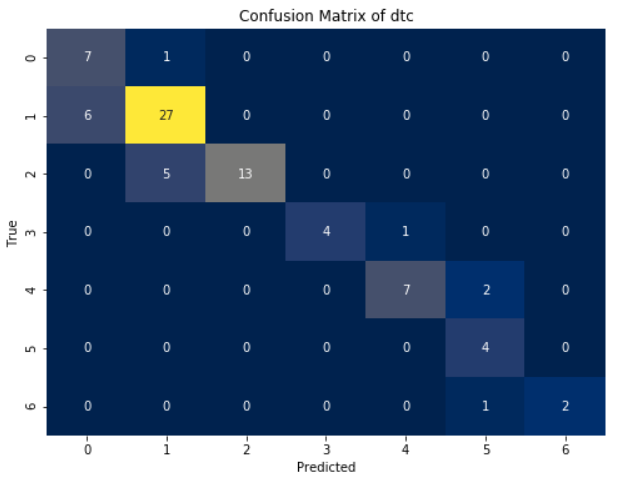 Confusion Matrix of dtc
0 7 1 0 0 0 0 0
1 6 27 0 0 0 0 0
2 0 5 13 0 0 0 0
3 0 0 0 4 1 0 0
4 0 0 0 0 7 2 0
5 0 0 0 0 0 4 0
6 0 0 0 0 0 1 2
True
0 1 2 3 4 5 6
Predicted